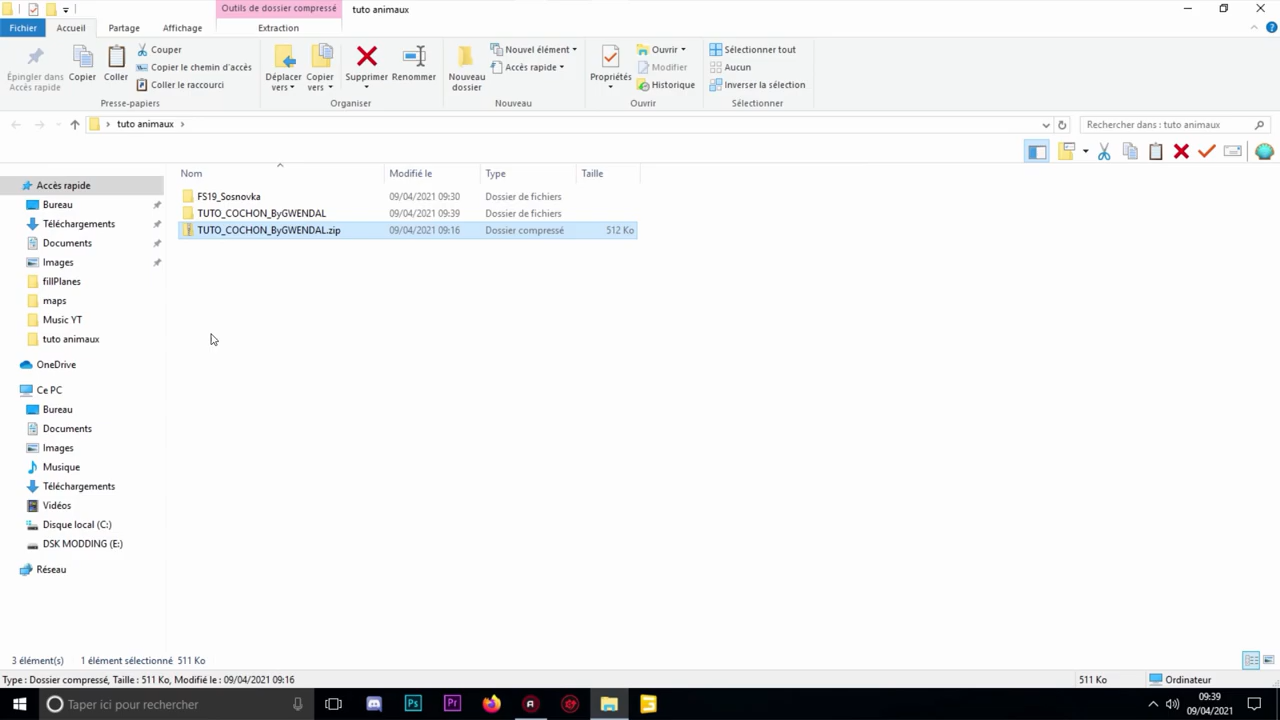 Outils de dossier compressé
tuto animaux
Fichier
Accueil
Partage
Affichage
Extraction
Épingler dans
Accès rapide
Copier
Coller
Couper
Copier le chemin d'accès
Coller le raccourci
Presse-papiers
Déplacer
vers
Copier
vers
Supprimer
Renommer
Organiser
Nouveau
dossier
Nouvel élément
Accès rapide
Nouveau
Propriétés
Ouvrir
Modifier
Historique
Ouvrir
Sélectionner tout
Aucun
Inverser la sélection
Sélectionner
tuto animaux
Rechercher dans : tuto animaux
Nom
Modifié le
Type
Taille
FS19_Sosnovka 09/04/2021 09:30 Dossier de fichiers
TUTO_COCHON_ByGWENDAL 09/04/2021 09:39 Dossier de fichiers
TUTO_COCHON_ByGWENDAL.zip 09/04/2021 09:16 Dossier compressé 512 Ko
Accès rapide
Bureau
Téléchargements
Documents
Images
fillPlanes
maps
Music YT
tuto animaux
OneDrive
Ce PC
Bureau
Documents
Images
Musique
Téléchargements
Vidéos
Disque local (C:)
DSK MODDING (E:)
Réseau
3 élément(s) 1 élément sélectionné 511 Ko
Type : Dossier compressé, Taille : 511 Ko, Modifié le : 09/04/2021 09:16
511 Ko
Ordinateur
Taper ici pour rechercher
Ps
Pr
09:39
09/04/2021